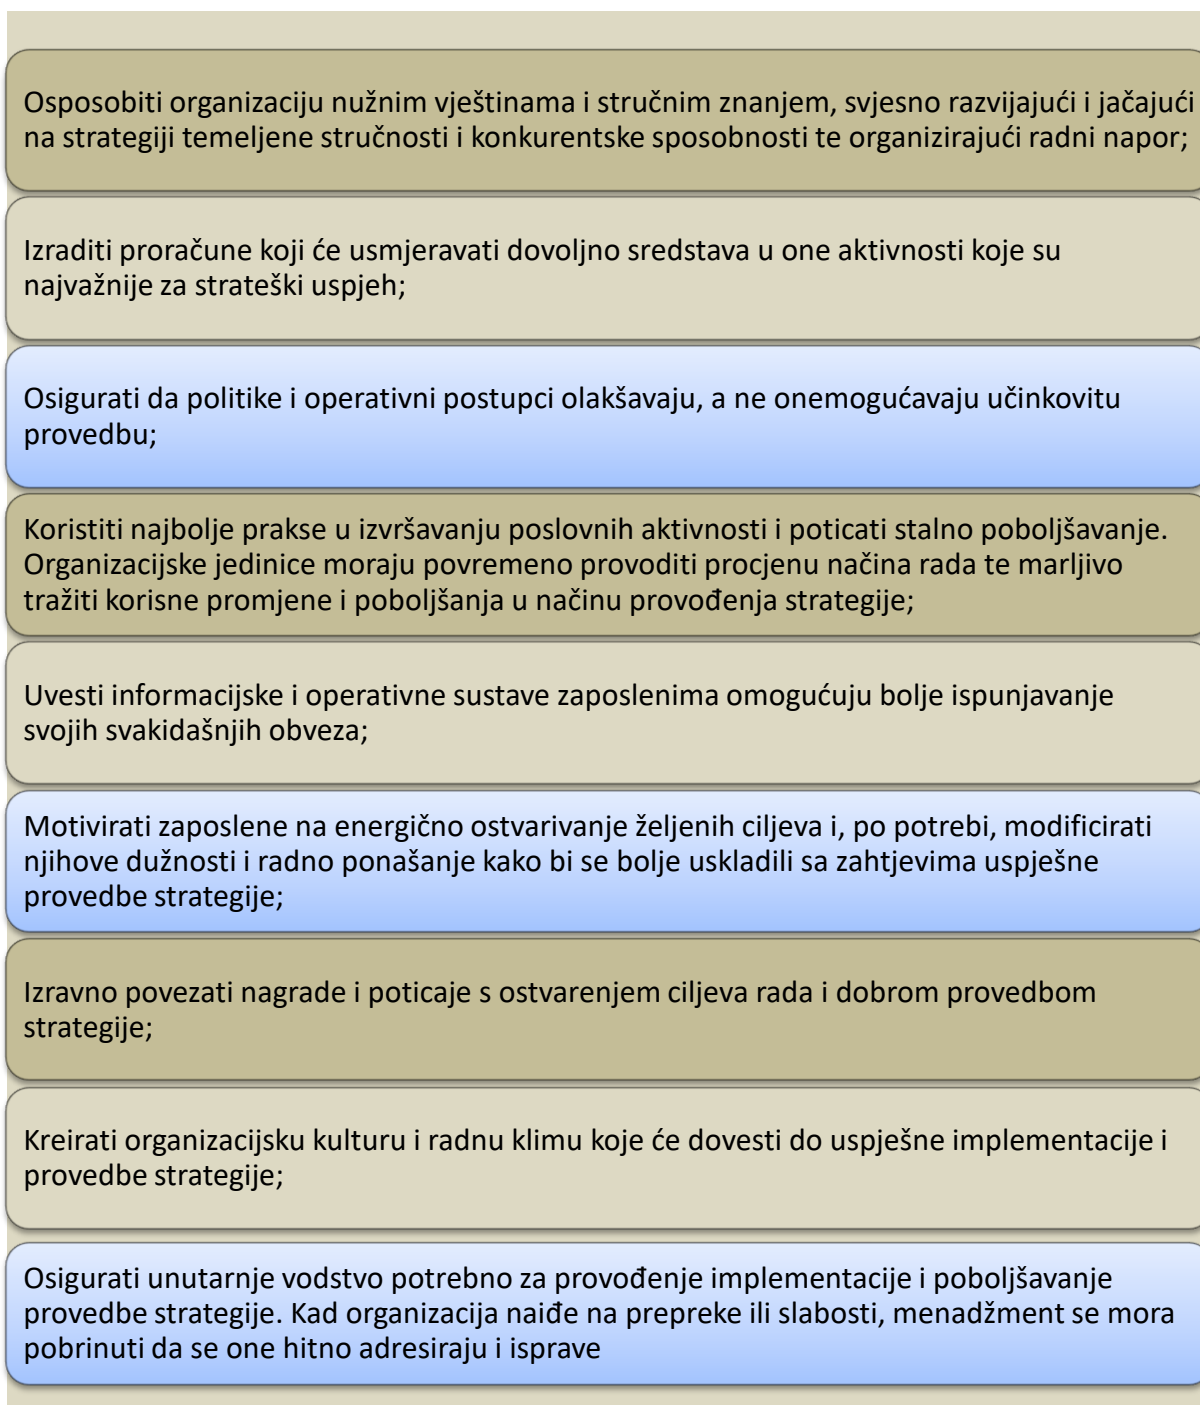 Osposobiti organizaciju nužnim vještinama i stručnim znanjem, svjesno razvijajući i jačajući
na strategiji temeljene stručnosti i konkurentske sposobnosti te organizirajući radni napor;
Izraditi proračune koji će usmjeravati dovoljno sredstava u one aktivnosti koje su
najvažnije za strateški uspjeh;
Osigurati da politike i operativni postupci olakšavaju, a ne onemogućavaju učinkovitu
provedbu;
Koristiti najbolje prakse u izvršavanju poslovnih aktivnosti i poticati stalno poboljšavanje.
Organizacijske jedinice moraju povremeno provoditi procjenu načina rada te marljivo
tražiti korisne promjene i poboljšanja u načinu provođenja strategije;
Uvesti informacijske i operativne sustave zaposlenima omogućuju bolje ispunjavanje
svojih svakidašnjih obveza;
Motivirati zaposlene na energično ostvarivanje željenih ciljeva i, po potrebi, modificirati
njihove dužnosti i radno ponašanje kako bi se bolje uskladili sa zahtjevima uspješne
provedbe strategije;
Izravno povezati nagrade i poticaje s ostvarenjem ciljeva rada i dobrom provedbom
strategije;
Kreirati organizacijsku kulturu i radnu klimu koje će dovesti do uspješne implementacije i
provedbe strategije;
Osigurati unutarnje vodstvo potrebno za provođenje implementacije i poboljšavanje
provedbe strategije. Kad organizacija naiđe na prepreke ili slabosti, menadžment se mora
pobrinuti da se one hitno adresiraju i isprave